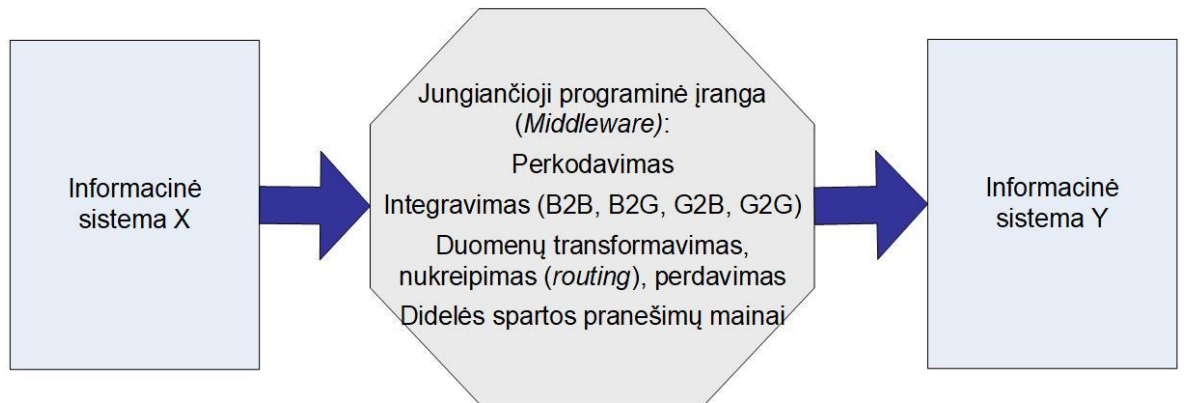 Informacinė
sistema X
Jungiančioji programinė įranga
(Middleware):
Perkodavimas
Integravimas (B2B, B2G, G2B, G2G)
Duomenų transformavimas,
nukreipimas (routing), perdavimas
Didelės spartos pranešimų mainai
Informacinė
sistema Y